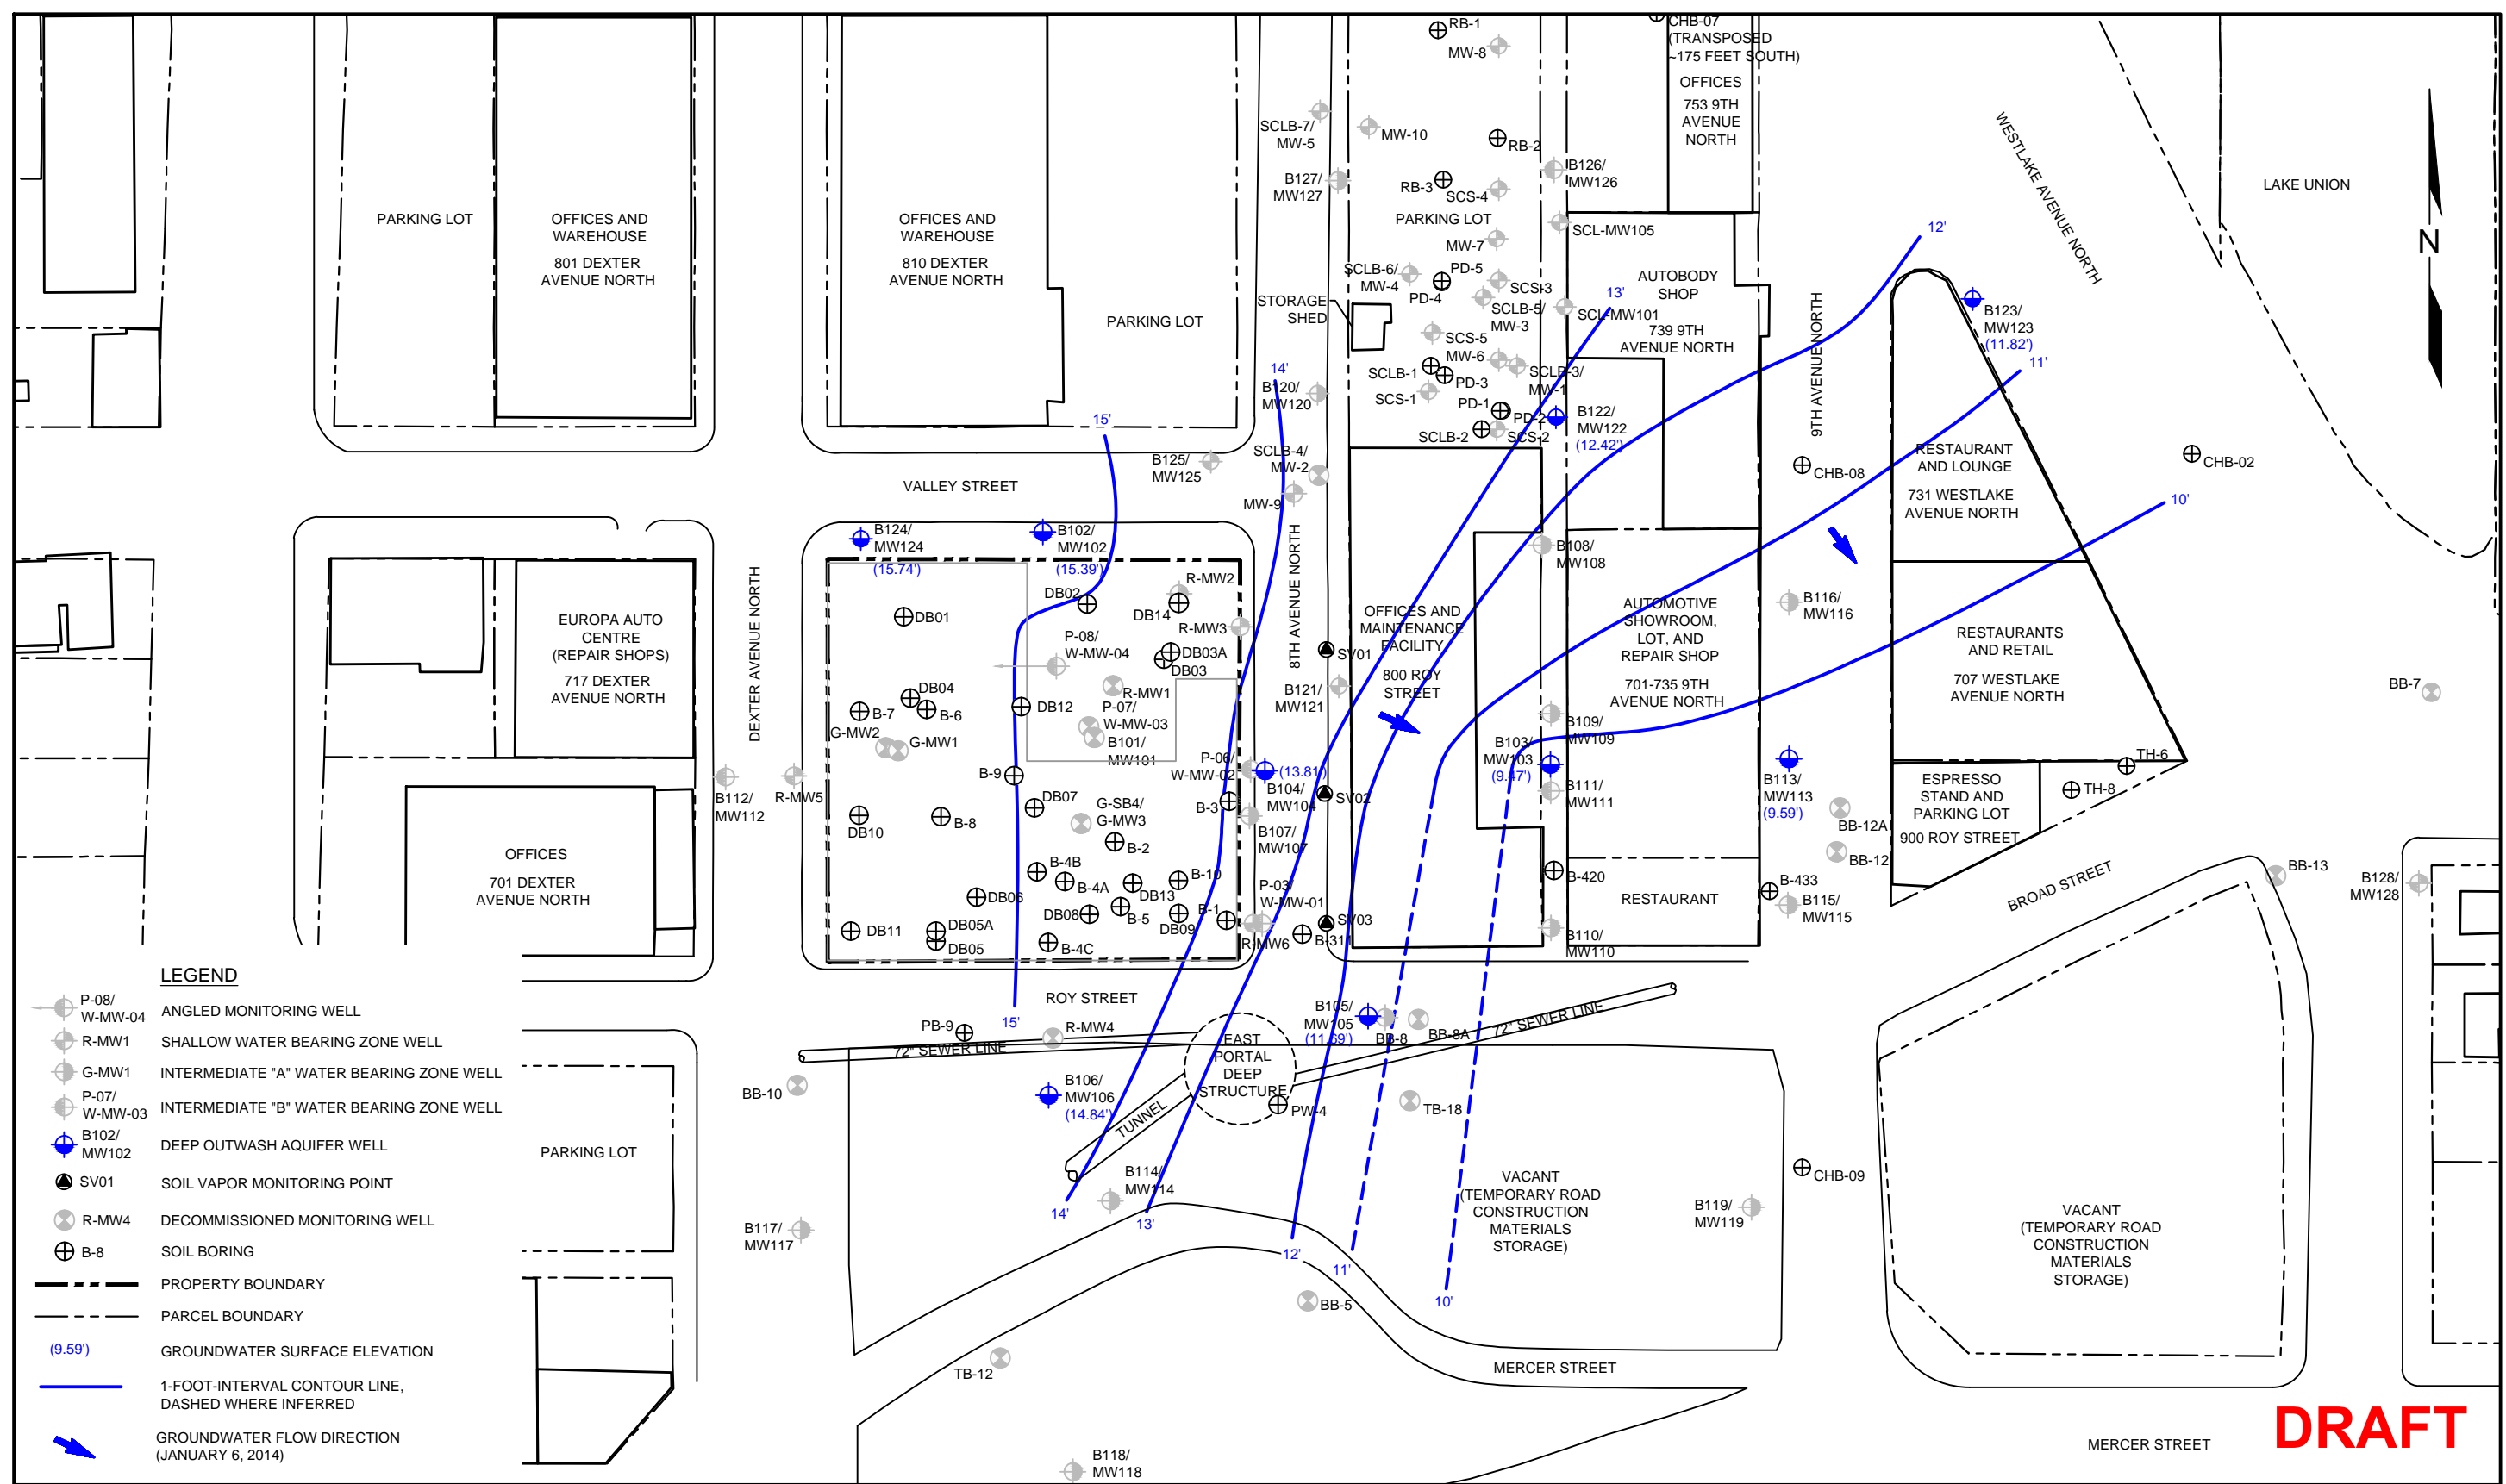 RB-1
MW-8
CHB-07
(TRANSPOSED
~175 FEET SOUTH)
OFFICES
753 9TH
AVENUE
NORTH
SCLB-7/
MW-5
MW-10
RB-2
B127/
MW127
RB-3
SCS-4
B126/
MW126
PARKING LOT
SCL-MW105
MW-7
WESTLAKE AVENUE NORTH
LAKE UNION
N
PARKING LOT
OFFICES AND
WAREHOUSE
801 DEXTER
AVENUE NORTH
OFFICES AND
WAREHOUSE
810 DEXTER
AVENUE NORTH
PARKING LOT
SCLB-6/
MW-4
PD-5
PD-4
SCS-3
SCLB-5/
MW-3
STORAGE
SHED
AUTOBODY
SHOP
739 9TH
AVENUE NORTH
13'
SCL-MW101
12'
B123/
MW123
(11.82')
11'
9TH AVENUE NORTH
SCS-5
MW-6
SCLB-1
PD-3
SCLB-3/
MW-1
SCS-1
PD-1
PD-2
SCLB-2
SCS-2
B122/
MW122
(12.42')
14'
B120/
MW120
15'
B125/
MW125
SCLB-4/
MW-2
MW-9
VALLEY STREET
CHB-08
RESTAURANT
AND LOUNGE
731 WESTLAKE
AVENUE NORTH
CHB-02
10'
B124/
MW124
(15.74')
B102/
MW102
(15.39')
B108/
MW108
EUROPA AUTO
CENTRE
(REPAIR SHOPS)
717 DEXTER
AVENUE NORTH
DEXTER AVENUE NORTH
8TH AVENUE NORTH
R-MW2
DB02
DB14
DB01
R-MW3
P-08/
W-MW-04
DB03A
DB03
R-MW1
DB04
B-7
B-6
DB12
P-07/
W-MW-03
G-MW2
G-MW1
B101/
MW101
SV01
OFFICES AND
MAINTENANCE
FACILITY
800 ROY
STREET
B121/
MW121
AUTOMOTIVE
SHOWROOM,
LOT, AND
REPAIR SHOP
701-735 9TH
AVENUE NORTH
B116/
MW116
RESTAURANTS
AND RETAIL
707 WESTLAKE
AVENUE NORTH
BB-7
B109/
MW109
B103/
MW103
(9.47')
B111/
MW111
B112/
MW112
R-MW5
B-9
P-06/
W-MW-02
(13.81')
B104/
MW104
SV02
B-3
B107/
MW107
DB07
G-SB4/
G-MW3
DB10
B-8
B-2
B113/
MW113
(9.59')
TH-6
TH-8
ESPRESSO
STAND AND
PARKING LOT
900 ROY STREET
BB-12A
BB-12
OFFICES
701 DEXTER
AVENUE NORTH
B-4B
B-4A
DB13
B-10
DB06
DB08
B-5
DB09
B-1
P-03/
W-MW-01
DB11
DB05A
DB05
B-4C
R-MW6
B-311
SV03
B-420
RESTAURANT
B110/
MW110
B-433
B115/
MW115
BROAD STREET
BB-13
B128/
MW128
ROY STREET
15'
PB-9
R-MW4
72" SEWER LINE
EAST
PORTAL
DEEP
STRUCTURE
B105/
MW105
(11.69')
BB-8
BB-8A
72" SEWER LINE
BB-10
B106/
MW106
(14.84')
TUNNEL
PW-4
TB-18
PARKING LOT
B114/
MW114
14'
13'
B117/
MW117
12'
11'
10'
VACANT
(TEMPORARY ROAD
CONSTRUCTION
MATERIALS
STORAGE)
B119/
MW119
CHB-09
VACANT
(TEMPORARY ROAD
CONSTRUCTION
MATERIALS
STORAGE)
BB-5
TB-12
MERCER STREET
B118/
MW118
MERCER STREET
DRAFT
LEGEND
P-08/
W-MW-04
ANGLED MONITORING WELL
R-MW1
SHALLOW WATER BEARING ZONE WELL
G-MW1
INTERMEDIATE "A" WATER BEARING ZONE WELL
P-07/
W-MW-03
INTERMEDIATE "B" WATER BEARING ZONE WELL
B102/
MW102
DEEP OUTWASH AQUIFER WELL
SV01
SOIL VAPOR MONITORING POINT
R-MW4
DECOMMISSIONED MONITORING WELL
B-8
SOIL BORING
PROPERTY BOUNDARY
PARCEL BOUNDARY
(9.59')
GROUNDWATER SURFACE ELEVATION
1-FOOT-INTERVAL CONTOUR LINE,
DASHED WHERE INFERRED
GROUNDWATER FLOW DIRECTION
(JANUARY 6, 2014)